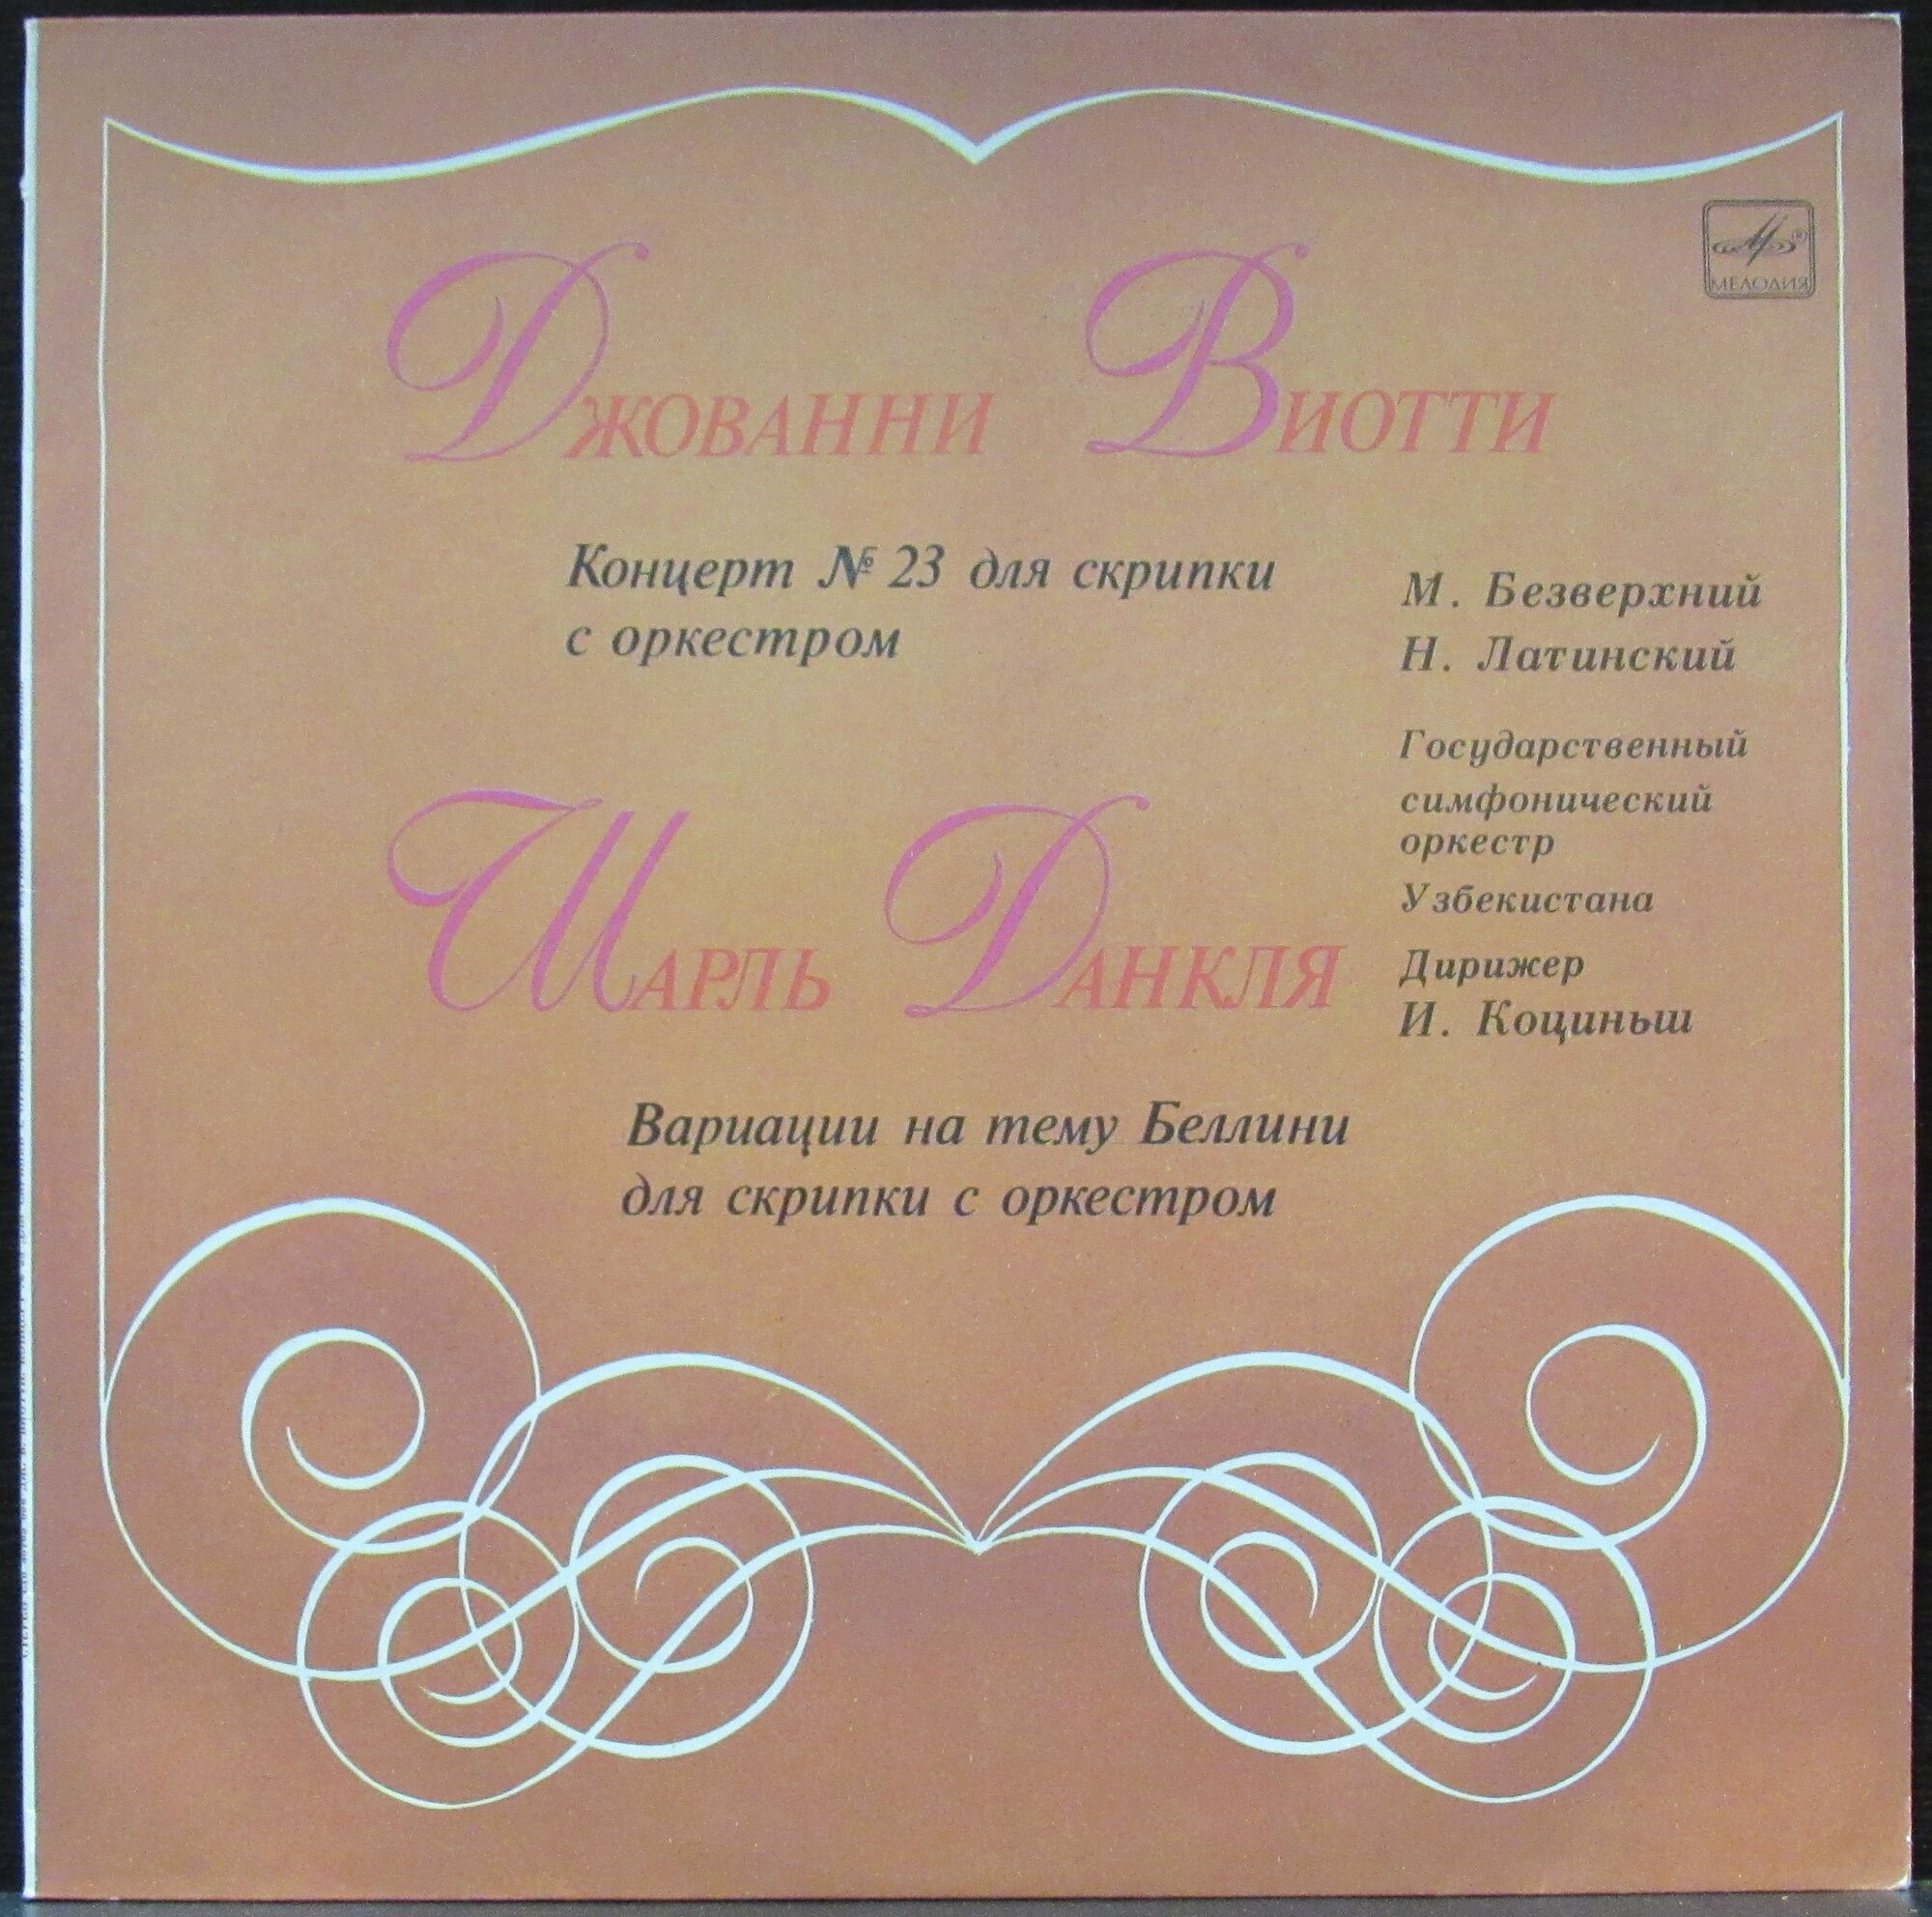 Джованни Виотти
МЕЛОДИЯ
Концерт № 23 для скрипки
с оркестром
М. Безверхний
Н. Латинский
Государственный
симфонический
оркестр
Узбекистана
Дирижер
И. Коциньш
Шарль Данкля
Вариации на тему Беллини
для скрипки с оркестром